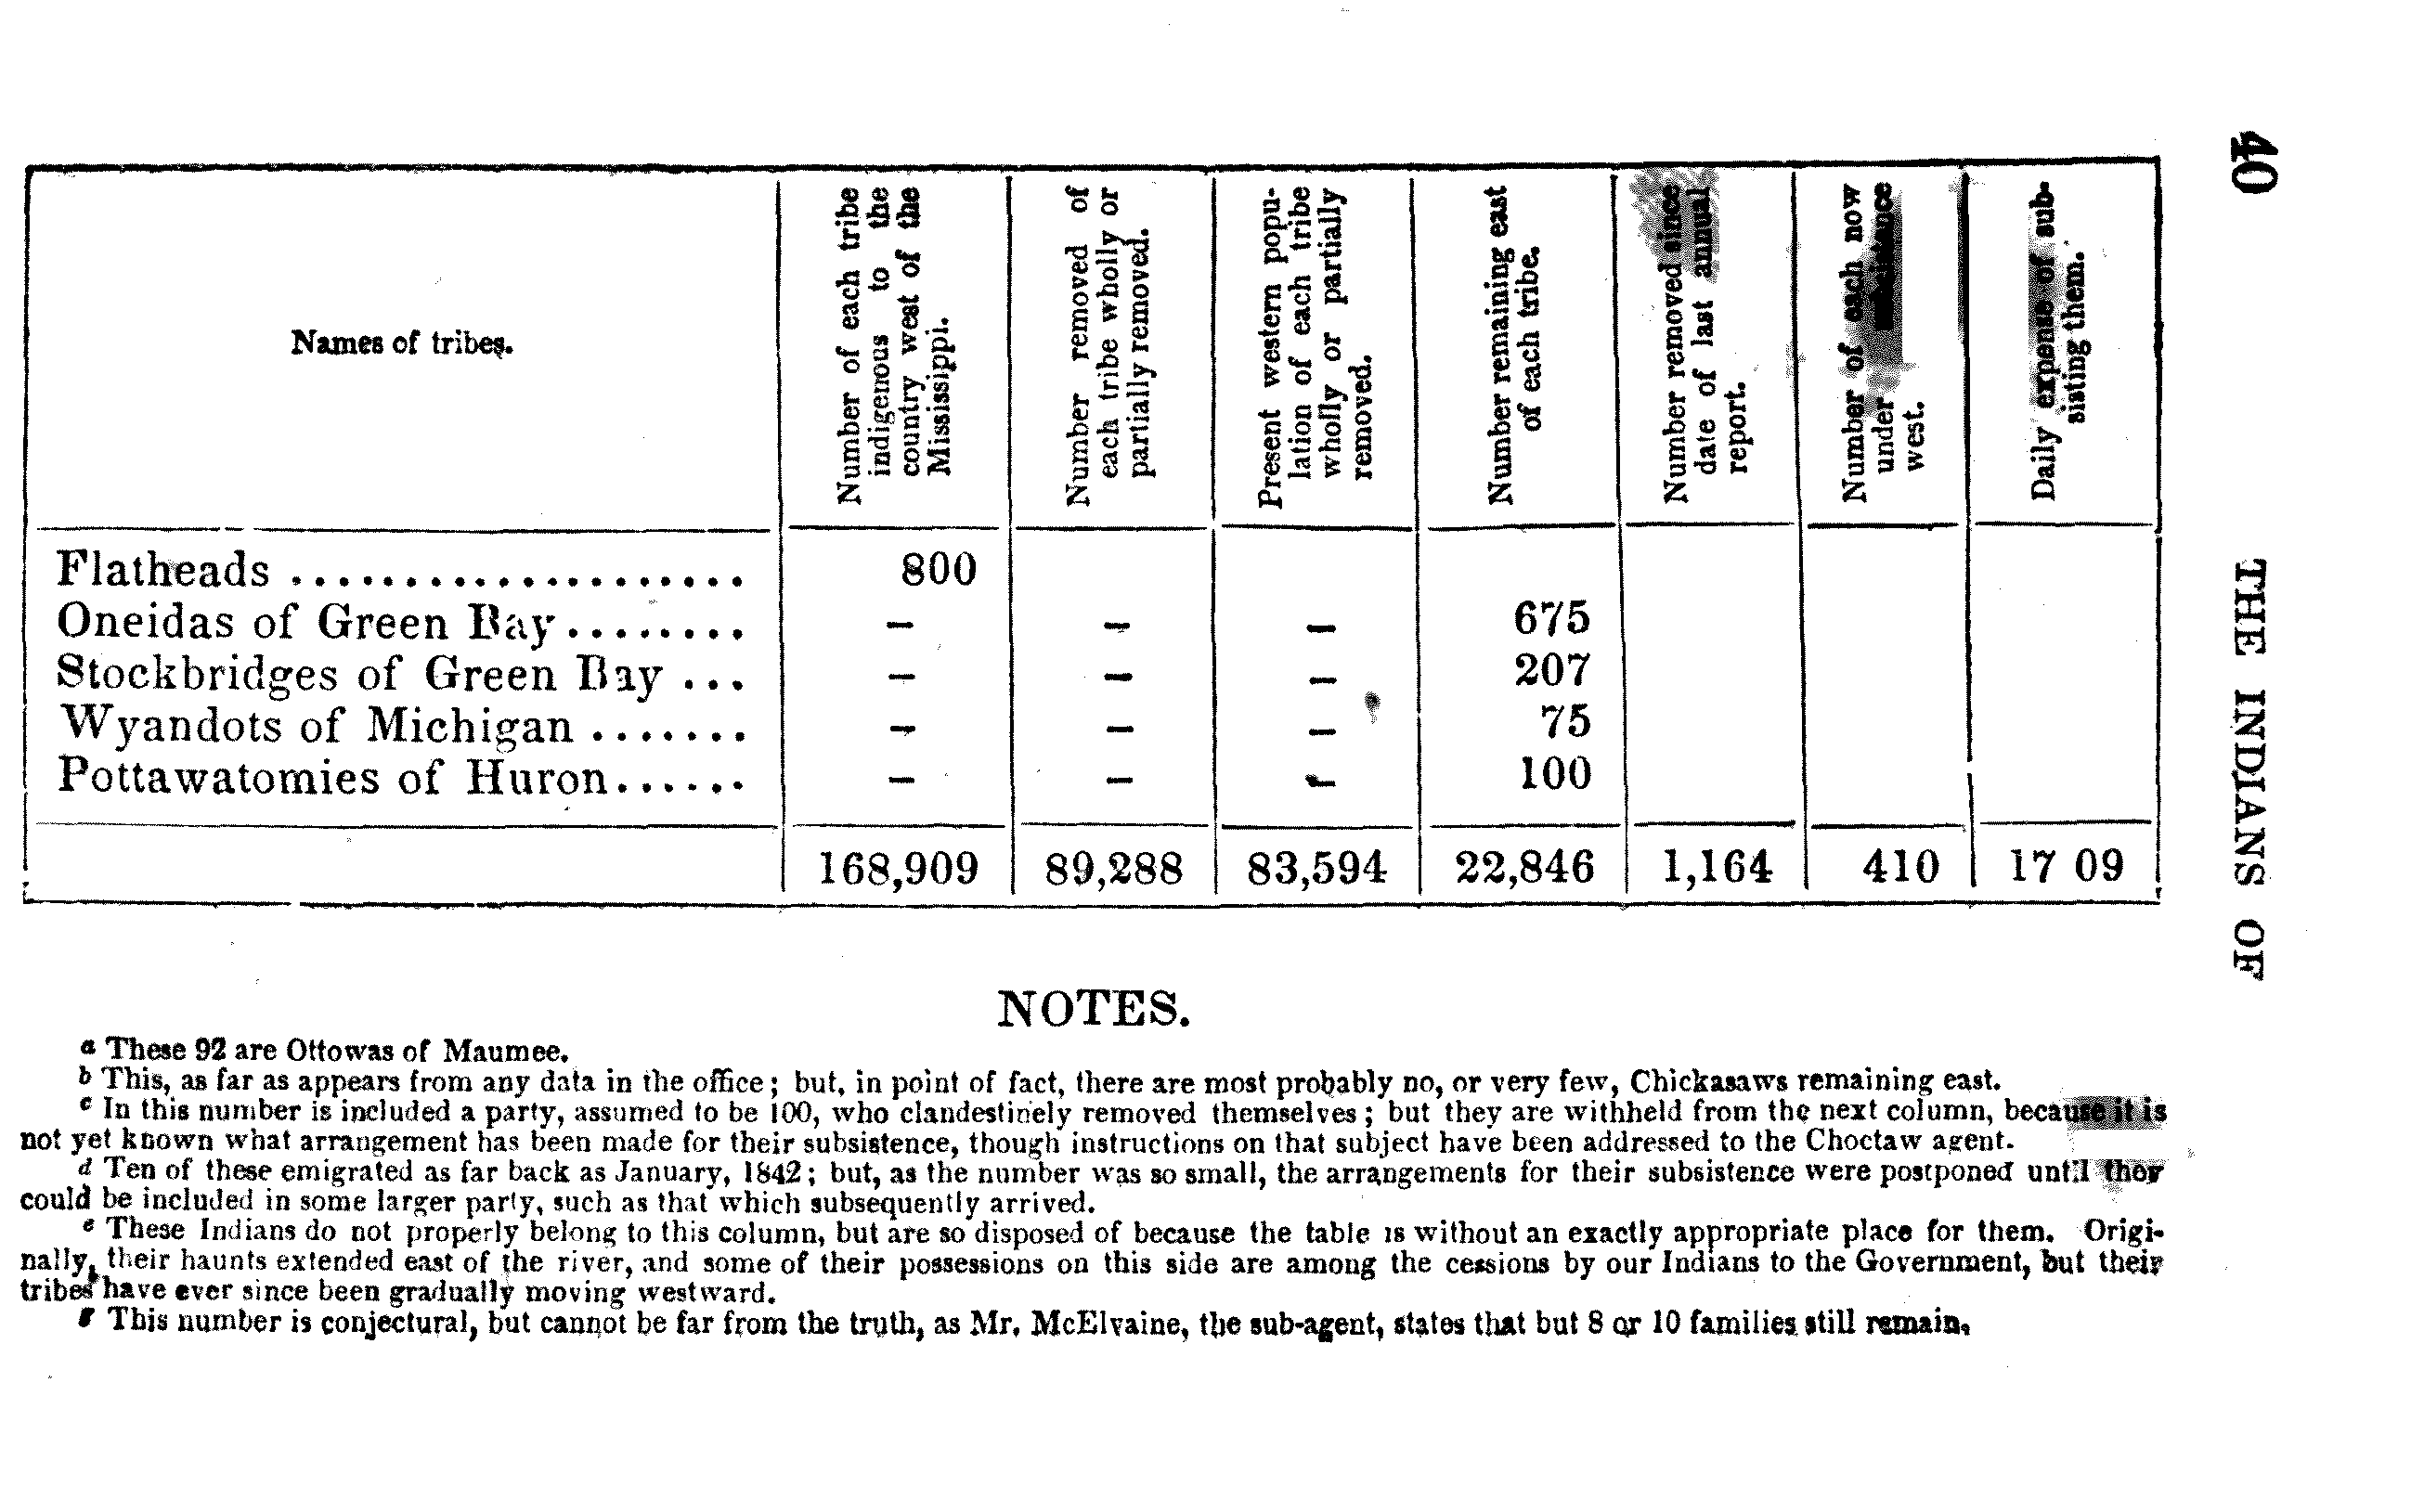 40
THE INDIANS OF
Names of tribes.
Number of each tribe
indigenous to the
country west of the
Mississippi.
Number removed of
each tribe wholly or
partially removed.
Present western popu-
lation of each tribe
wholly or partially
removed.
Number remaining east
of each tribe.
Number removed since
date of last annual
report.
Number of each now
under subsistence
west.
Daily expense of sub-
sisting them.
Flatheads .................... 800
Oneidas of Green Bay........ – – – 675
Stockbridges of Green Bay ... – – – 207
Wyandots of Michigan ....... – – – 75
Pottawatomies of Huron...... – – – 100
168,909 89,288 83,594 22,846 1,164 410 17 09
NOTES.
a These 92 are Ottowas of Maumee.
b This, as far as appears from any data in the office; but, in point of fact, there are most probably no, or very few, Chickasaws remaining east.
c In this number is included a party, assumed to be 100, who clandestinely removed themselves; but they are withheld from the next column, because it is
not yet known what arrangement has been made for their subsistence, though instructions on that subject have been addressed to the Choctaw agent.
d Ten of these emigrated as far back as January, 1842; but, as the number was so small, the arrangements for their subsistence were postponed until they
could be included in some larger party, such as that which subsequently arrived.
e These Indians do not properly belong to this column, but are so disposed of because the table is without an exactly appropriate place for them. Origi-
nally, their haunts extended east of the river, and some of their possessions on this side are among the cessions by our Indians to the Government, but their
tribes have ever since been gradually moving westward.
This number is conjectural, but cannot be far from the truth, as Mr. McElvaine, the sub-agent, states that but 8 or 10 families still remain.